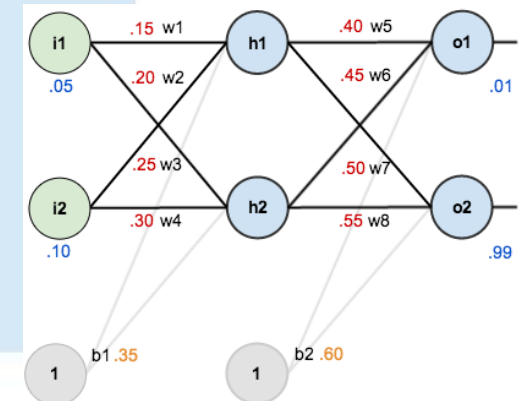 .15 w1
.40 w5
i1
h1
o1
.20 w2
.45 w6
.05
.01
.25 w3
.50 w7
i2
h2
o2
.30 w4
.55 w8
.10
.99
b1 .35
b2 .60
1
1